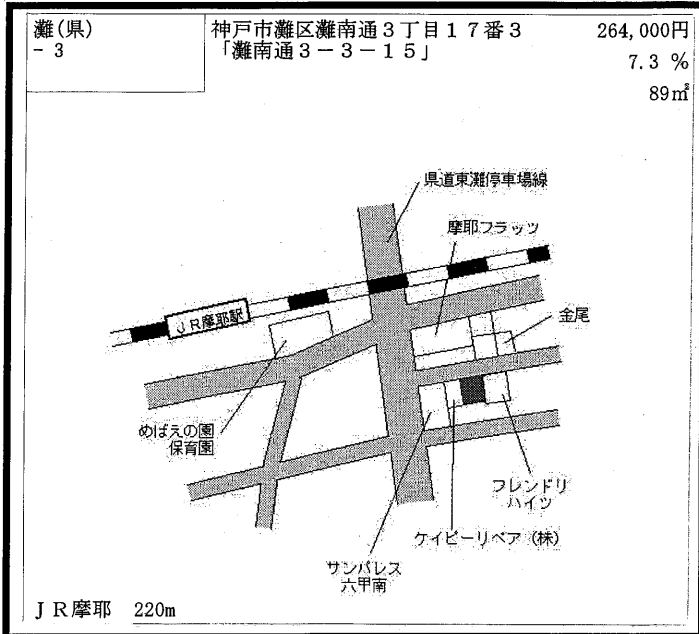 灘(県)
- 3
神戸市灘区灘南通3丁目17番3
「灘南通3-3-15」
264,000円
7.3 %
89㎡
県道東灘停車場線
摩耶フラッツ
JR摩耶駅
金尾
めばえの園
保育園
フレンドリ
ハイツ
ケイピーリペア（株）
サンパレス
六甲南
JR摩耶 220m